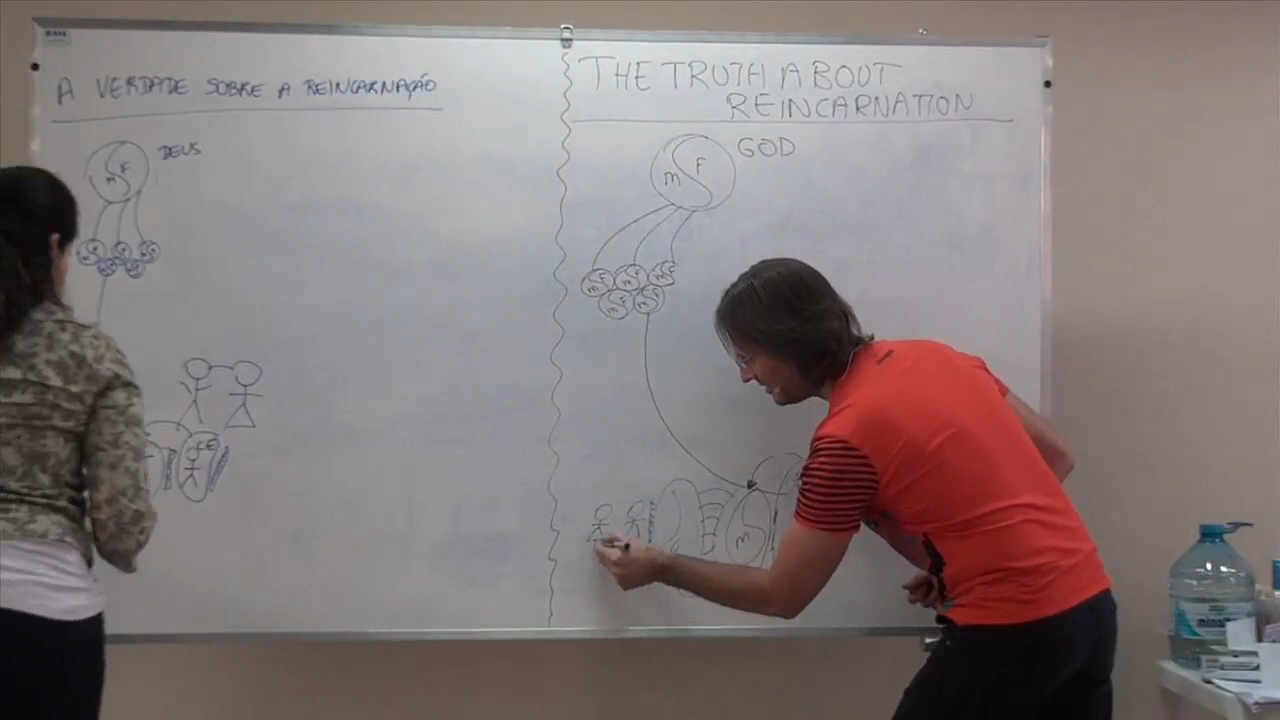 A VERDADE SOBRE A REINCARNAÇÃO
DEUS
M F
E
THE TRUTH ABOUT
REINCARNATION
GOD
M F
M F
M F
M F
M F
M F
M